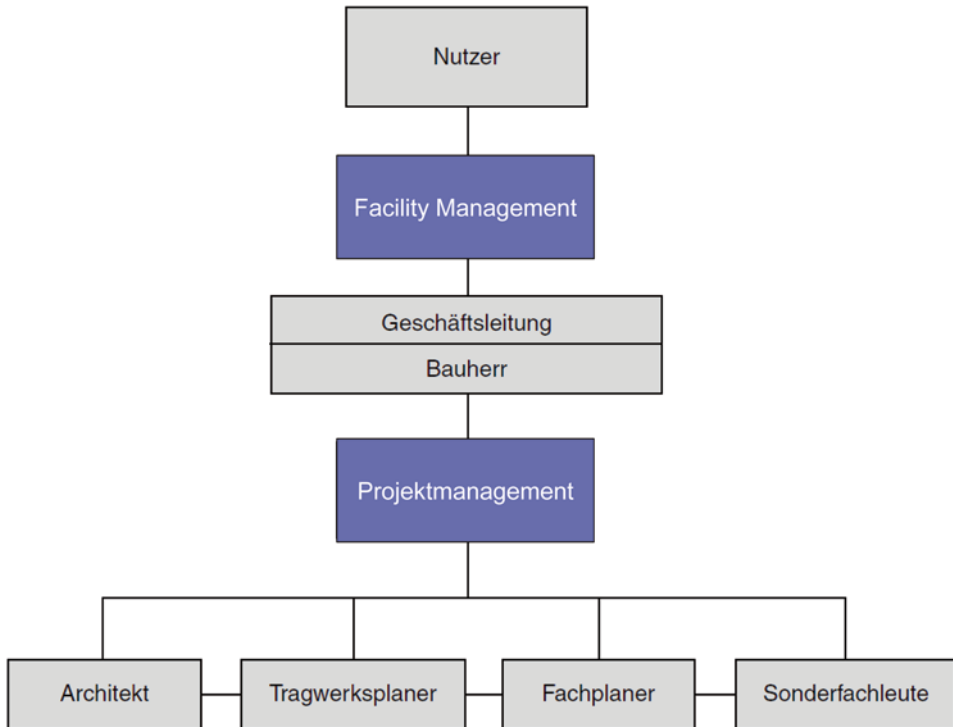 Nutzer
Facility Management
Geschäftsleitung
Bauherr
Projektmanagement
Architekt
Tragwerksplaner
Fachplaner
Sonderfachleute